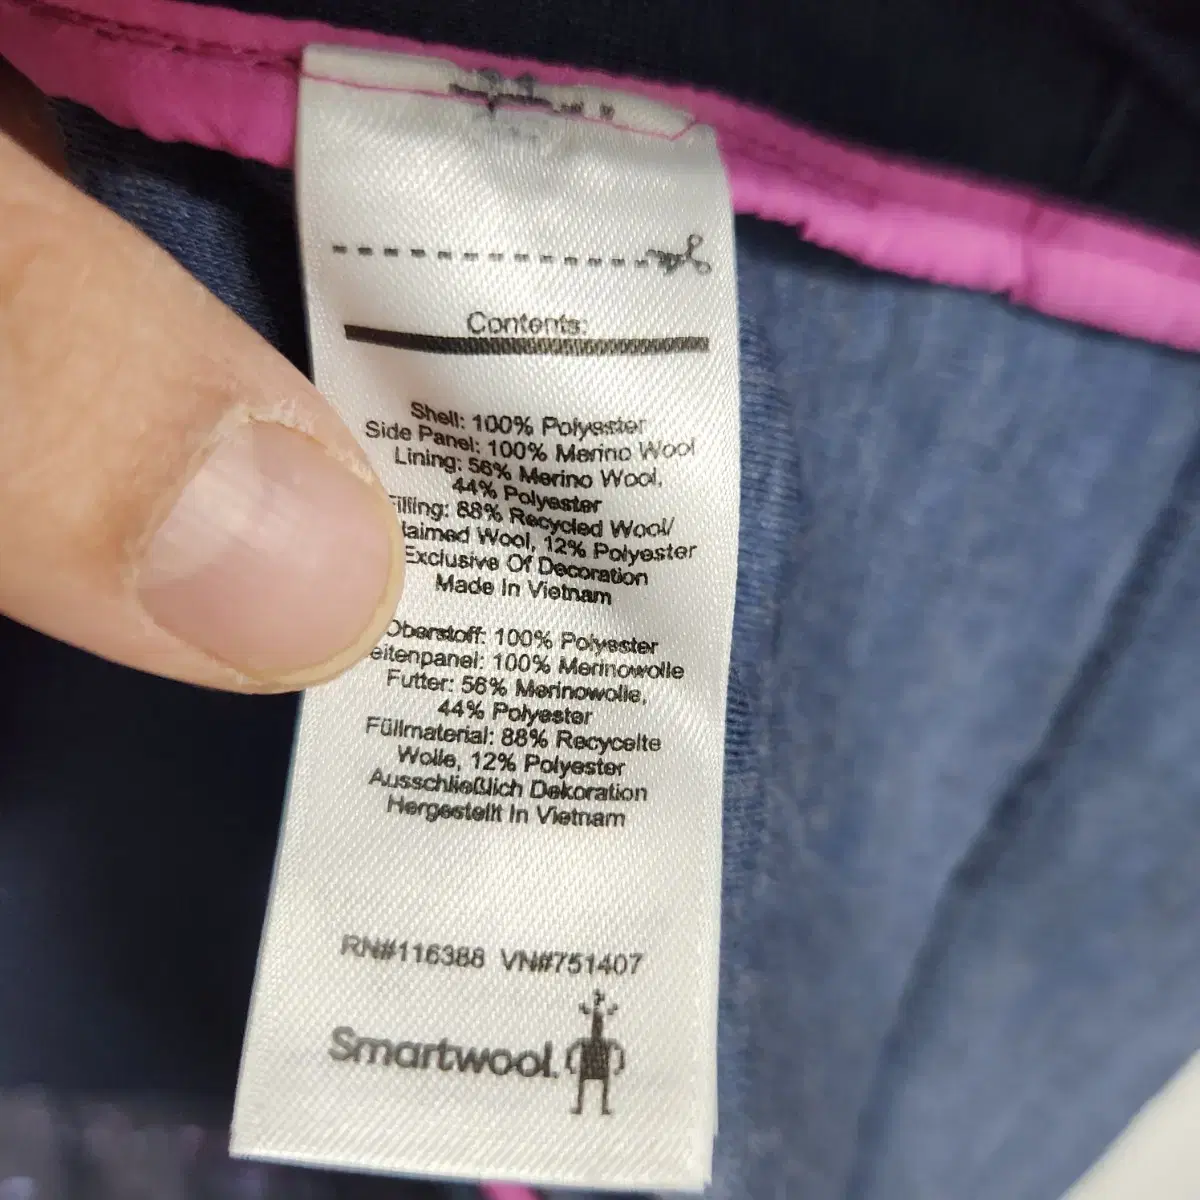 Contents:
Shell: 100% Polyester
Side Panel: 100% Merino Wool
Lining: 56% Merino Wool,
44% Polyester
illing: 88% Recycled Wool/
laimed Wool, 12% Polyester
Exclusive Of Decoration
Made In Vietnam
Oberstoff: 100% Polyester
eitenpanel: 100% Merinowolle
Futter: 56% Merinowolle,
44% Polyester
Füllmaterial: 88% Recycelte
Wolle, 12% Polyester
Ausschließlich Dekoration
Hergestellt In Vietnam
RN#116388 VN#751407
Smartwool